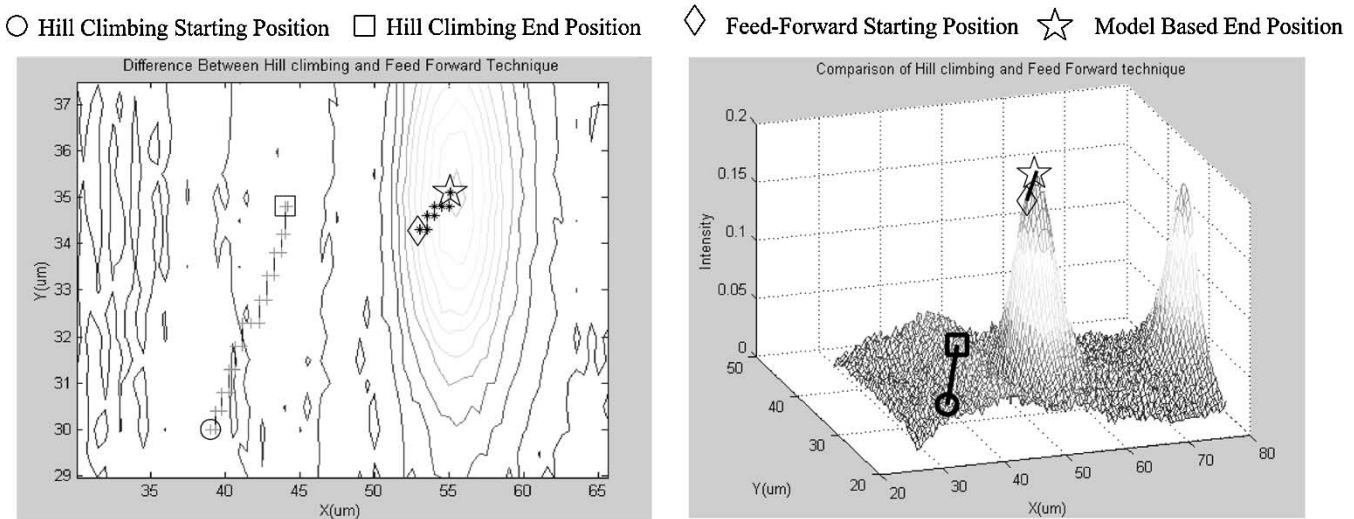 Hill Climbing Starting Position Hill Climbing End Position Feed-Forward Starting Position Model Based End Position
Difference Between Hill climbing and Feed Forward Technique
37
36
35
34
33
32
31
30
29
Y(um)
35 40 45 50 55 60 65
X(um)
Comparison of Hill climbing and Feed Forward technique
0.2
0.15
0.1
0.05
0
Intensity
50
40
30
20
Y(um)
20 30 40 50 60 70 80
X(um)